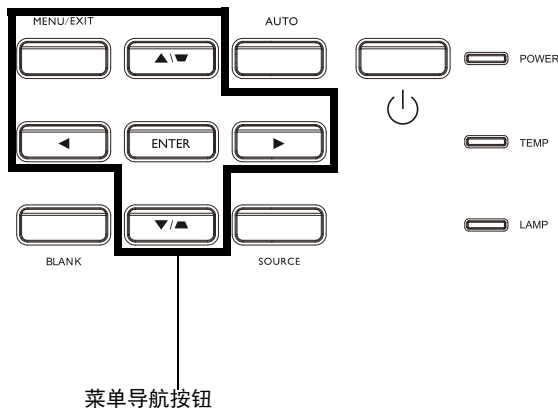 MENU/EXIT
AUTO
▲/⏷
POWER
◀
ENTER
▶
TEMP
▼/⏶
LAMP
BLANK
SOURCE
菜单导航按钮